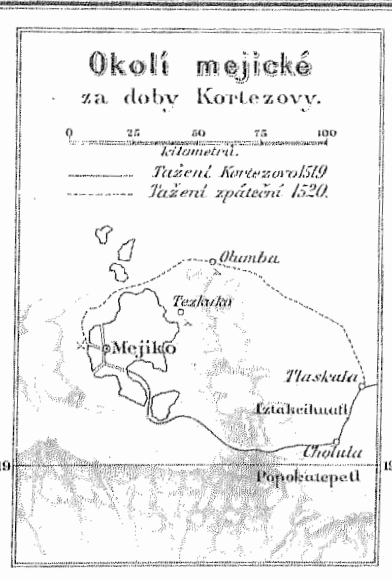 Okolí mejické
za doby Kortezovy.
0 25 50 75 100
kilometrů.
Tažení Kortezovo 1519
Tažení zpáteční 1520.
Otumba
Tezkuko
Mejiko
Tlaskala
Iztakcihuatl
Cholula
19 19
Popokatepetl